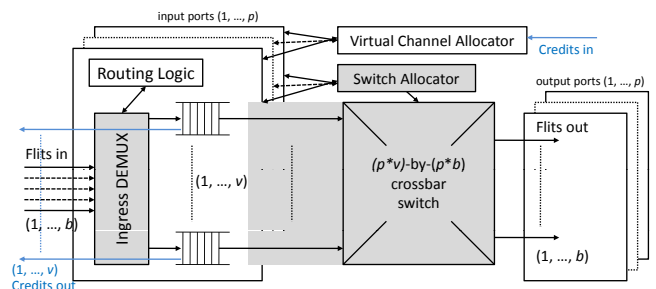 input ports (1, …, p)
Virtual Channel Allocator
Credits in
Routing Logic
Switch Allocator
output ports (1, …, p)
Flits in
Ingress DEMUX
(1, …, v)
(p*v)-by-(p*b)
crossbar
switch
Flits out
(1, …, b)
(1, …, b)
(1, …, v)
Credits out